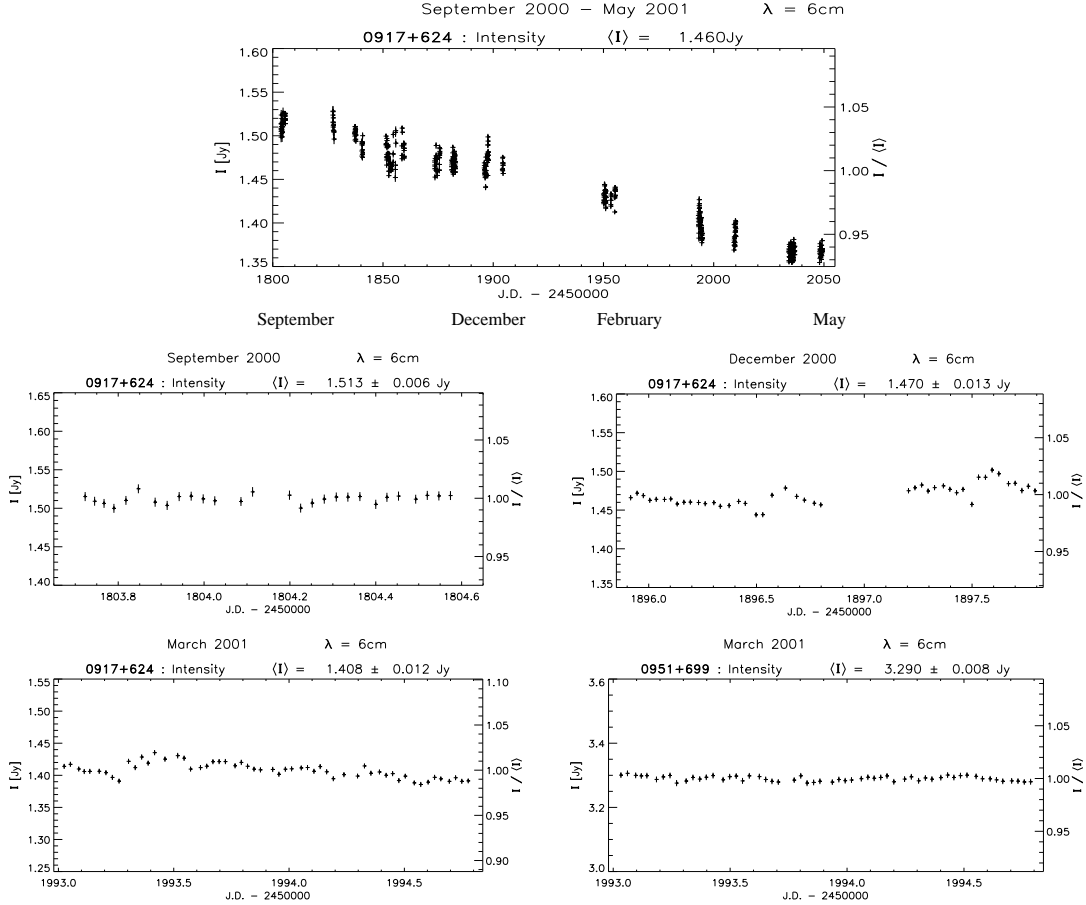 September 2000 − May 2001 λ = 6cm
0917+624 : Intensity ⟨I⟩ = 1.460Jy
1.60
1.55
1.50
1.45
1.40
1.35
I [Jy]
1.05
1.00
0.95
I / ⟨I⟩
1800 1850 1900 1950 2000 2050
J.D. − 2450000
September December February May
September 2000 λ = 6cm
0917+624 : Intensity ⟨I⟩ = 1.513 ± 0.006 Jy
1.65
1.60
1.55
1.50
1.45
1.40
I [Jy]
1.05
1.00
0.95
I / ⟨I⟩
1803.8 1804.0 1804.2 1804.4 1804.6
J.D. − 2450000
December 2000 λ = 6cm
0917+624 : Intensity ⟨I⟩ = 1.470 ± 0.013 Jy
1.60
1.55
1.50
1.45
1.40
1.35
I [Jy]
1.05
1.00
0.95
I / ⟨I⟩
1896.0 1896.5 1897.0 1897.5
J.D. − 2450000
March 2001 λ = 6cm
0917+624 : Intensity ⟨I⟩ = 1.408 ± 0.012 Jy
1.55
1.50
1.45
1.40
1.35
1.30
1.25
I [Jy]
1.10
1.05
1.00
0.95
0.90
I / ⟨I⟩
1993.0 1993.5 1994.0 1994.5
J.D. − 2450000
March 2001 λ = 6cm
0951+699 : Intensity ⟨I⟩ = 3.290 ± 0.008 Jy
3.6
3.4
3.2
3.0
I [Jy]
1.05
1.00
0.95
I / ⟨I⟩
1993.0 1993.5 1994.0 1994.5
J.D. − 2450000